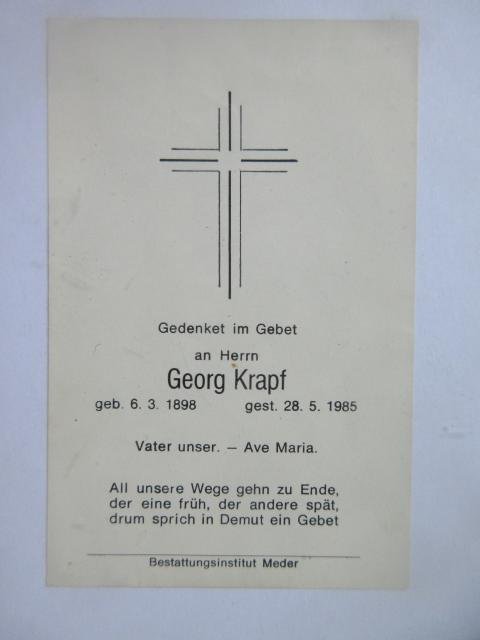 Gedenket im Gebet
an Herrn
Georg Krapf
geb. 6. 3. 1898 gest. 28. 5. 1985
Vater unser. – Ave Maria.
All unsere Wege gehn zu Ende,
der eine früh, der andere spät,
drum sprich in Demut ein Gebet
Bestattungsinstitut Meder